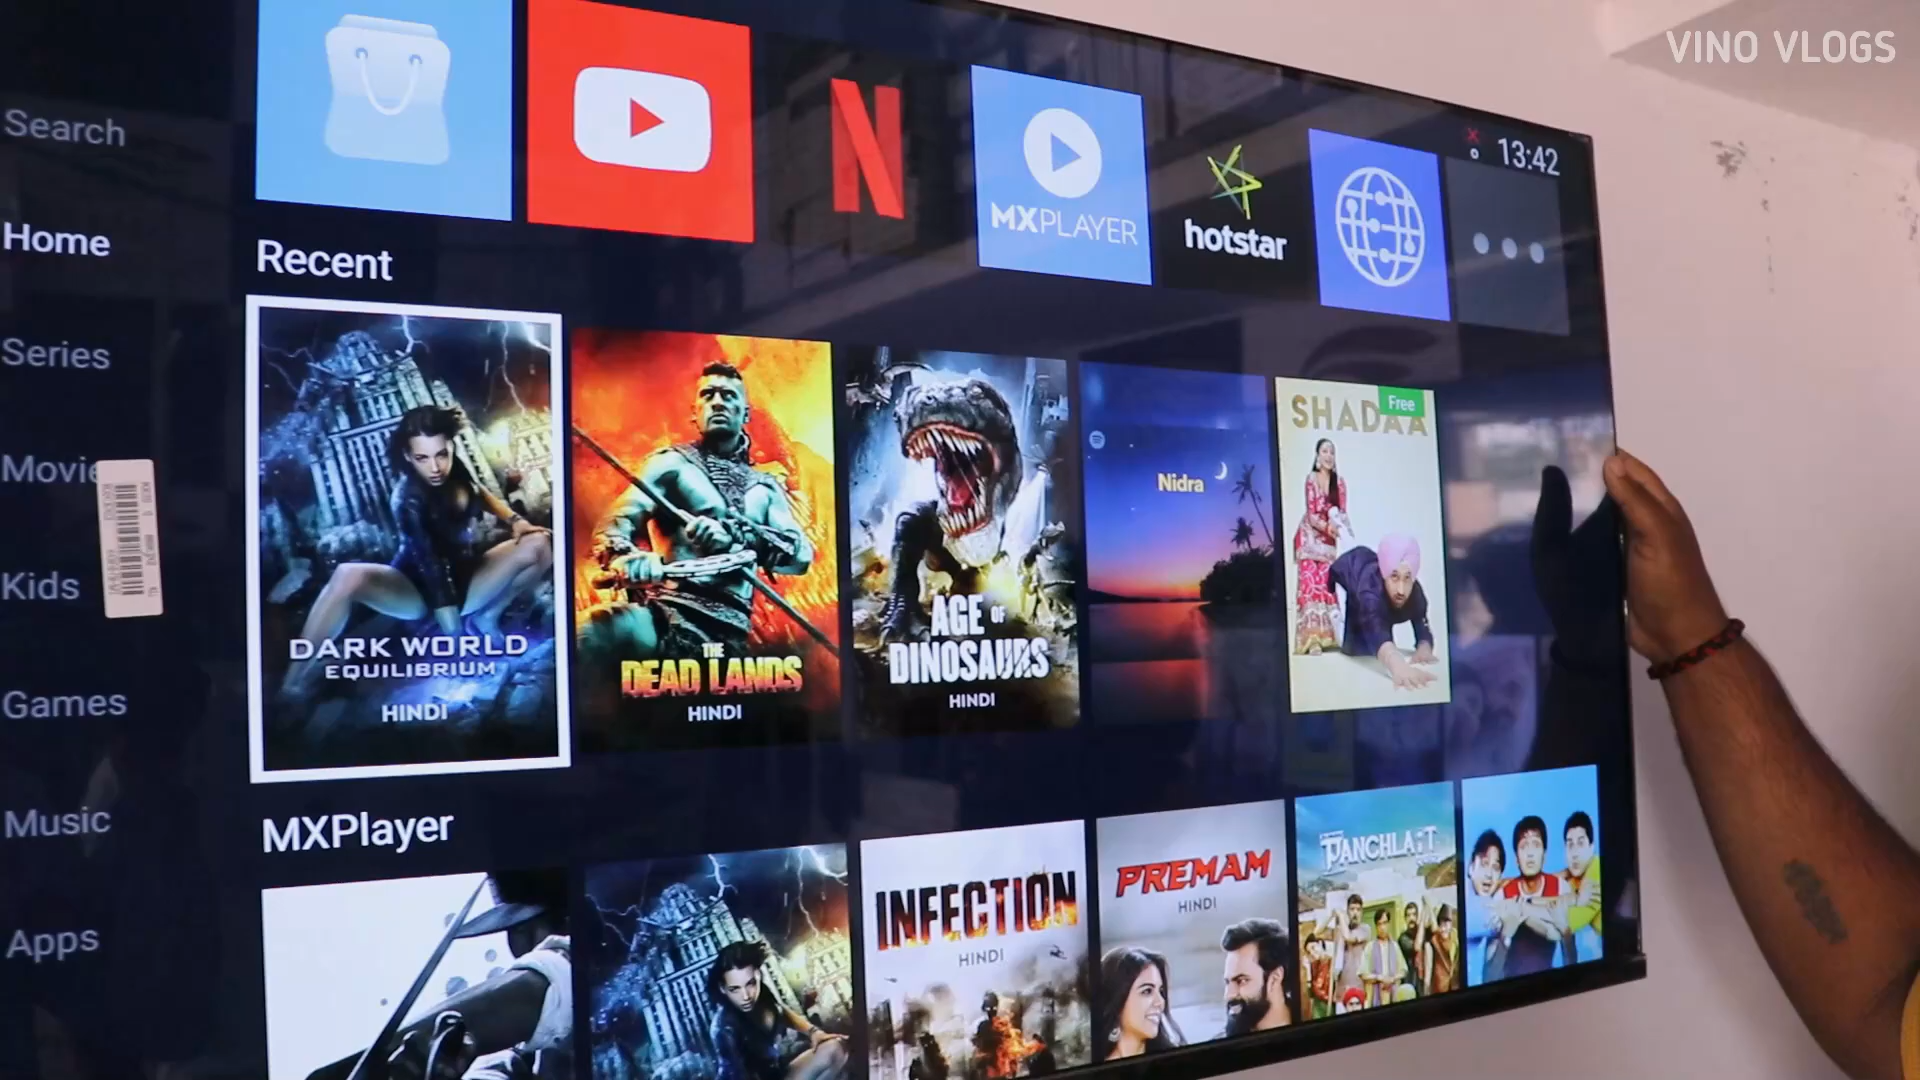 VINO VLOGS
13:42
Search
Home
Series
Movie
Kids
Games
Music
Apps
N
MXPLAYER
hotstar
Recent
DARK WORLD
EQUILIBRIUM
HINDI
THE
DEAD LANDS
HINDI
AGE OF
DINOSAURS
HINDI
Nidra
Free
SHADAA
MXPlayer
INFECTION
HINDI
PREMAM
HINDI
PANCHLAIT